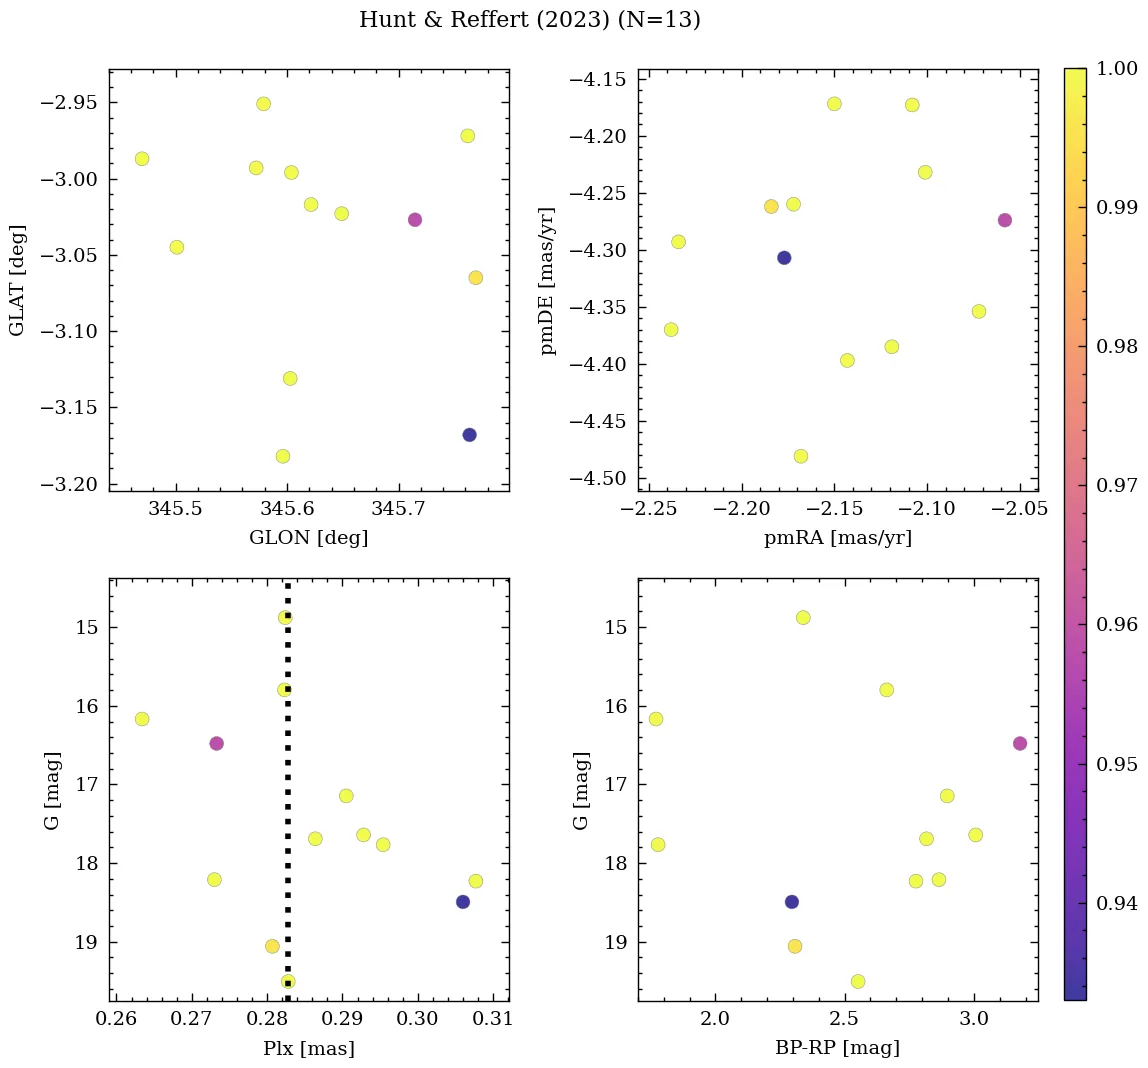 Hunt & Reffert (2023) (N=13)
−2.95
−3.00
−3.05
−3.10
−3.15
−3.20
GLAT [deg]
345.5 345.6 345.7
GLON [deg]
−4.15
−4.20
−4.25
−4.30
−4.35
−4.40
−4.45
−4.50
pmDE [mas/yr]
−2.25 −2.20 −2.15 −2.10 −2.05
pmRA [mas/yr]
15
16
17
18
19
G [mag]
0.26 0.27 0.28 0.29 0.30 0.31
Plx [mas]
15
16
17
18
19
G [mag]
2.0 2.5 3.0
BP-RP [mag]
1.00
0.99
0.98
0.97
0.96
0.95
0.94